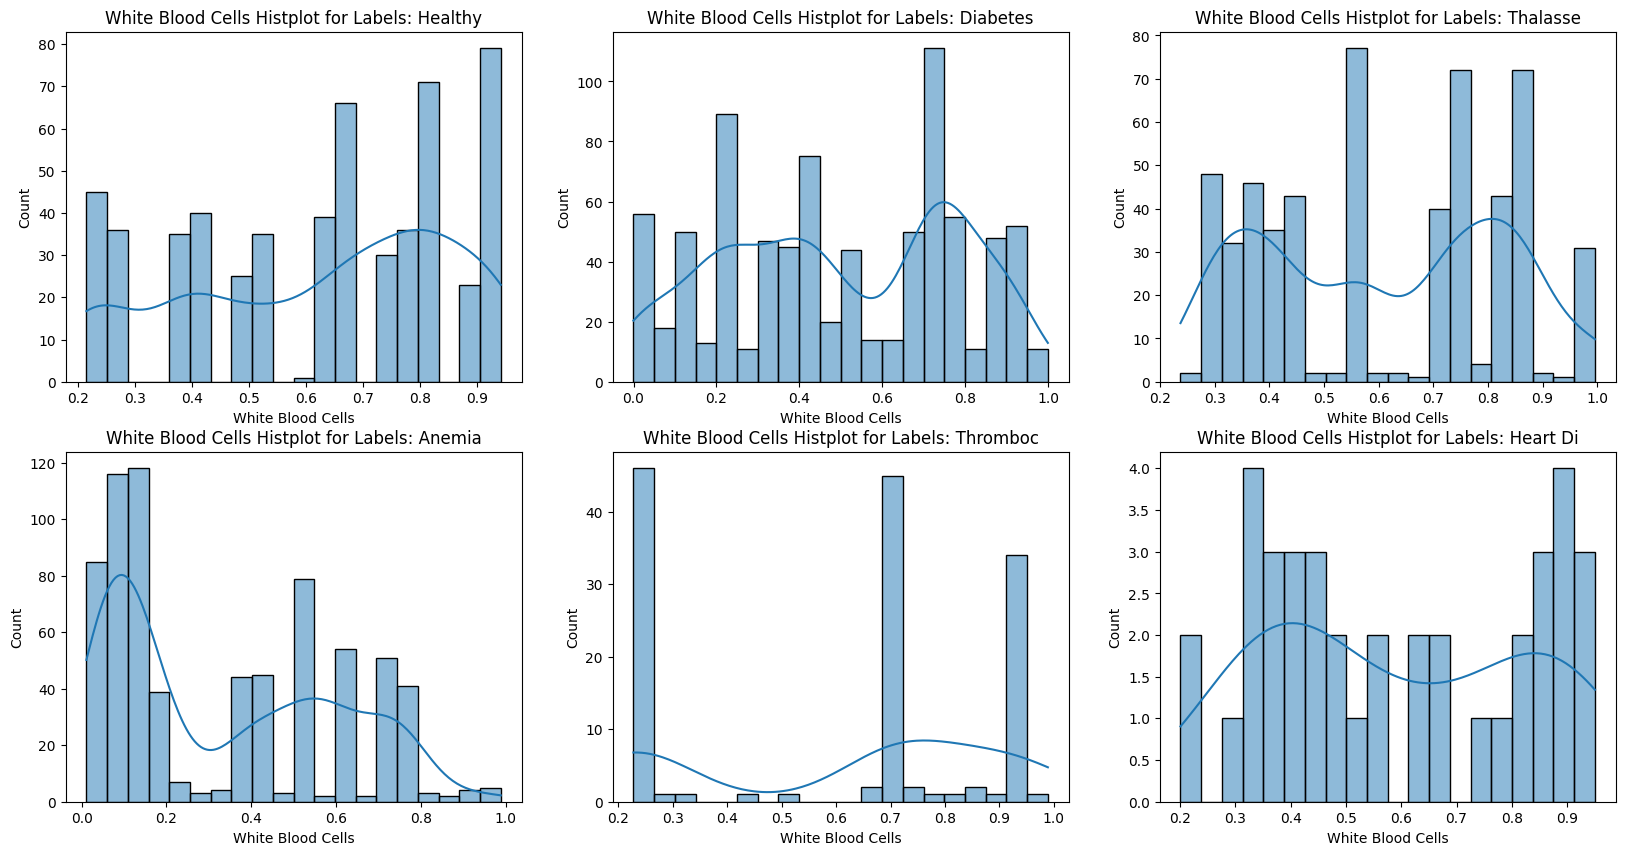 White Blood Cells Histplot for Labels: Healthy
80
70
60
50
40
30
20
10
0
Count
0.2 0.3 0.4 0.5 0.6 0.7 0.8 0.9
White Blood Cells
White Blood Cells Histplot for Labels: Diabetes
100
80
60
40
20
0
Count
0.0 0.2 0.4 0.6 0.8 1.0
White Blood Cells
White Blood Cells Histplot for Labels: Thalasse
80
70
60
50
40
30
20
10
0
Count
0.2 0.3 0.4 0.5 0.6 0.7 0.8 0.9 1.0
White Blood Cells
White Blood Cells Histplot for Labels: Anemia
120
100
80
60
40
20
0
Count
0.0 0.2 0.4 0.6 0.8 1.0
White Blood Cells
White Blood Cells Histplot for Labels: Thromboc
40
30
20
10
0
Count
0.2 0.3 0.4 0.5 0.6 0.7 0.8 0.9 1.0
White Blood Cells
White Blood Cells Histplot for Labels: Heart Di
4.0
3.5
3.0
2.5
2.0
1.5
1.0
0.5
0.0
Count
0.2 0.3 0.4 0.5 0.6 0.7 0.8 0.9
White Blood Cells